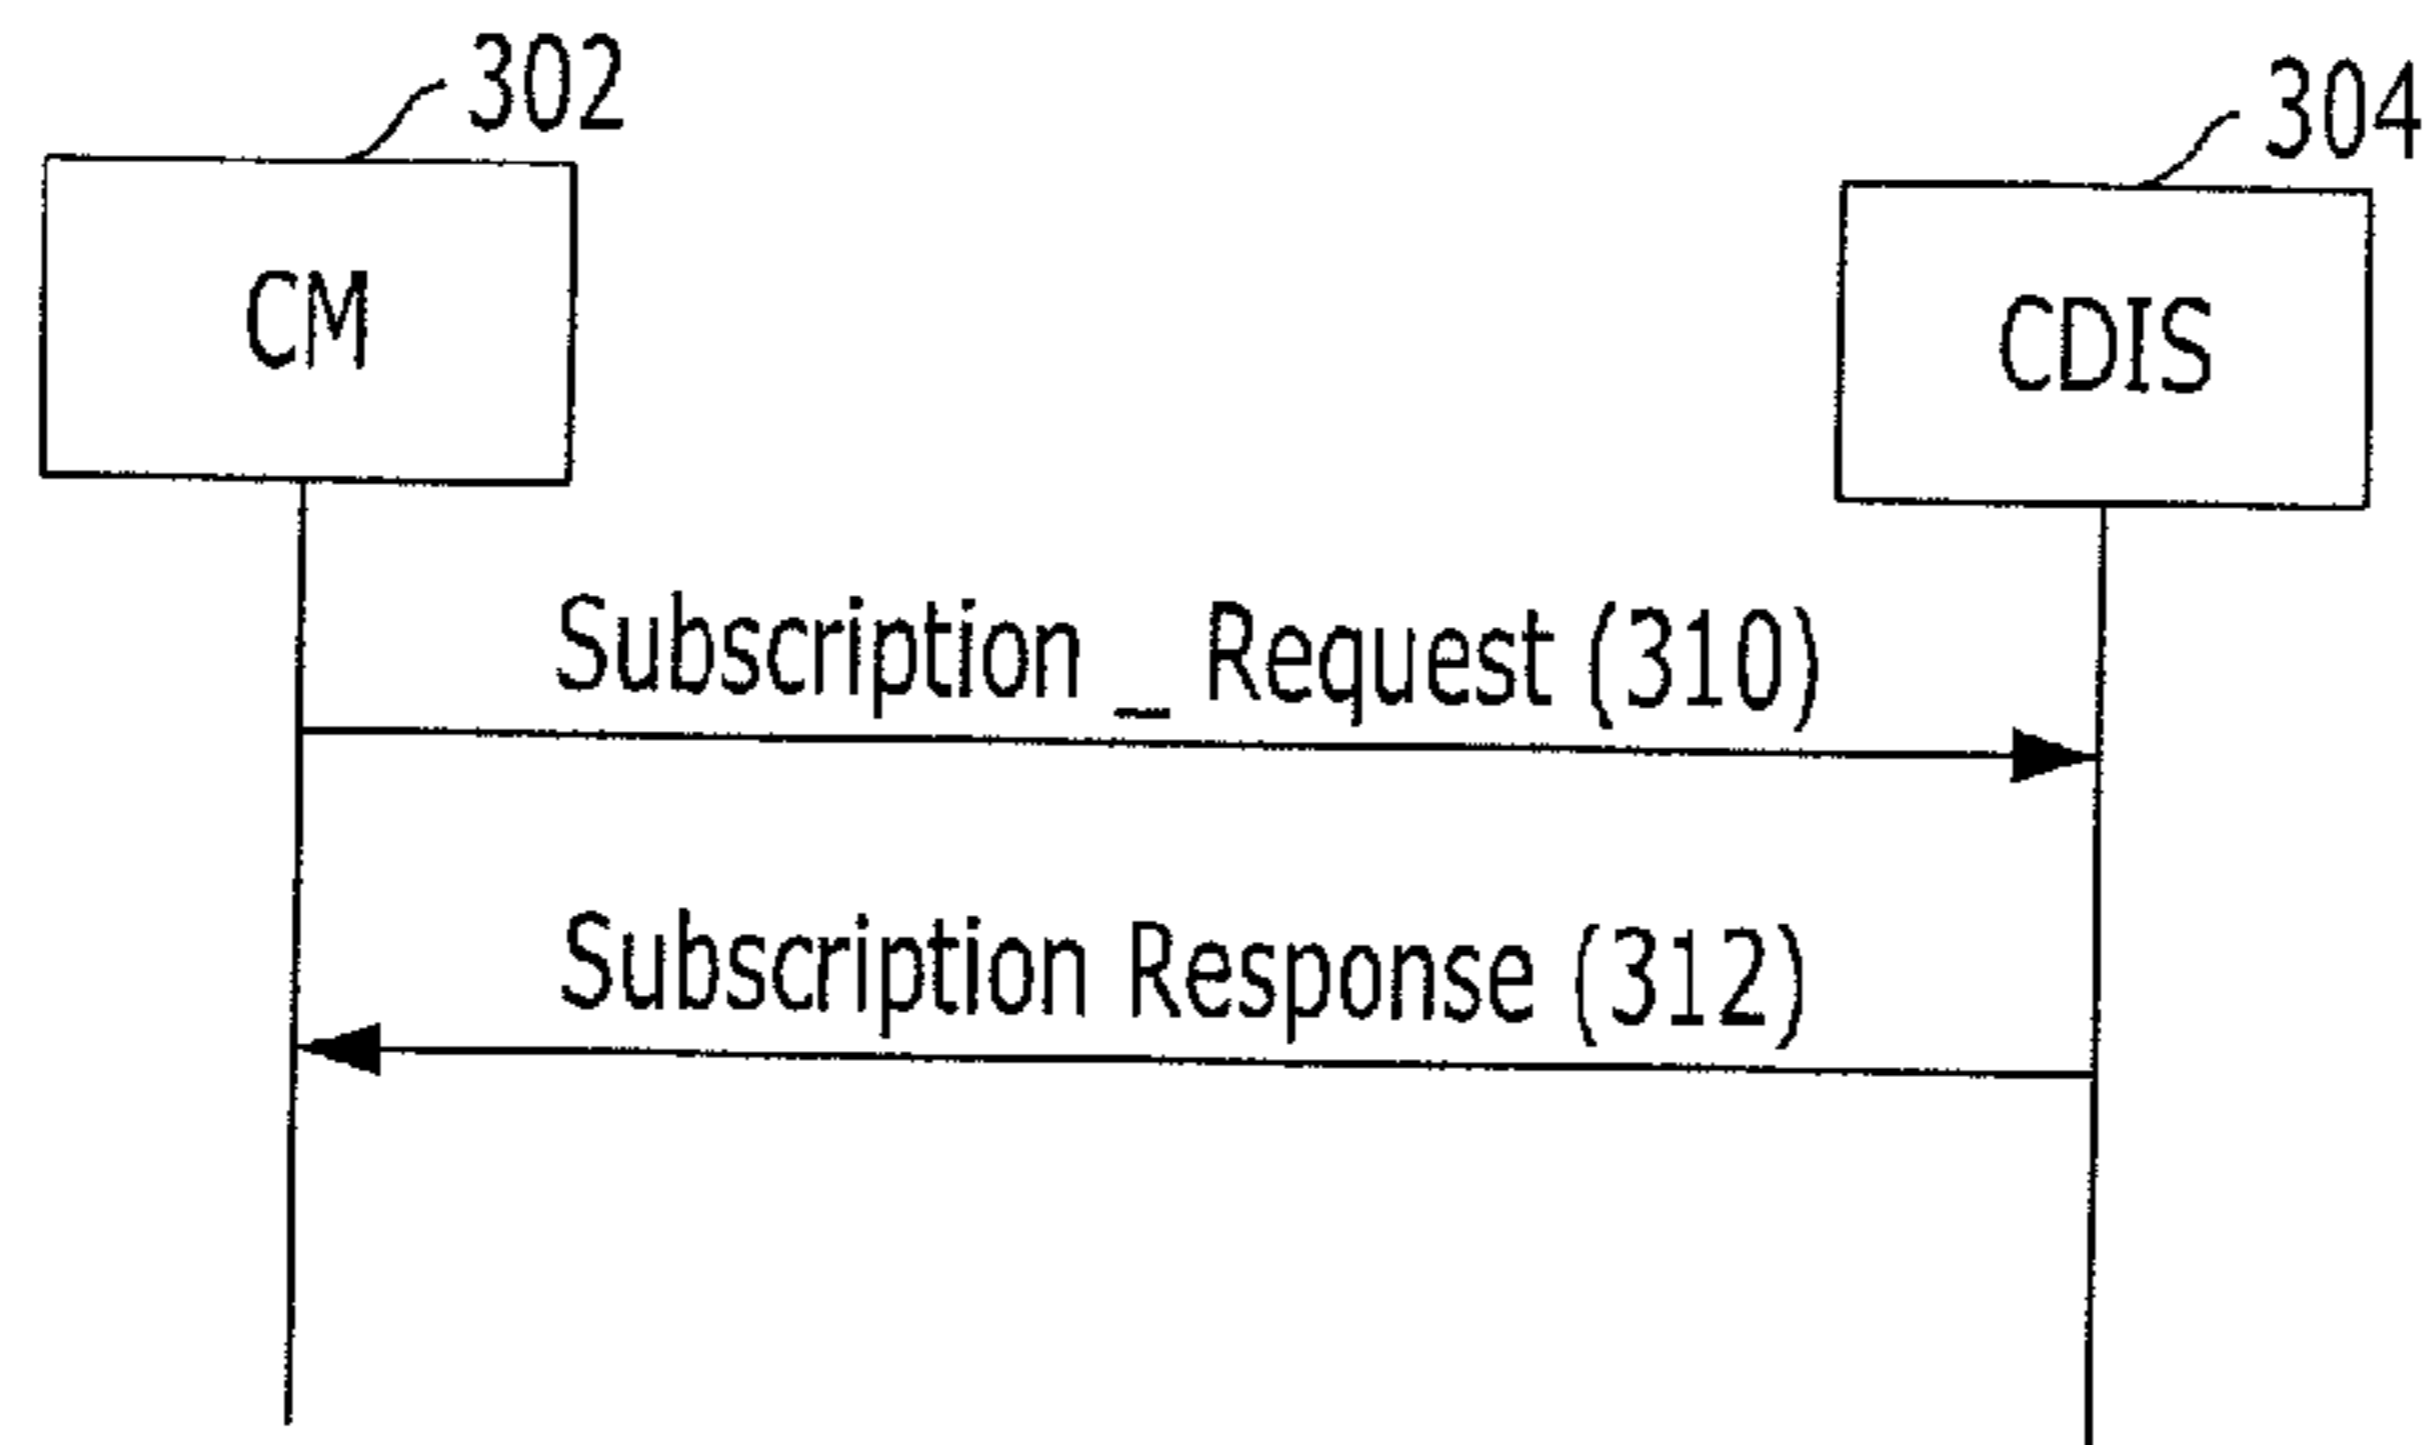 302
304
CM
CDIS
Subscription _ Request (310)
Subscription Response (312)